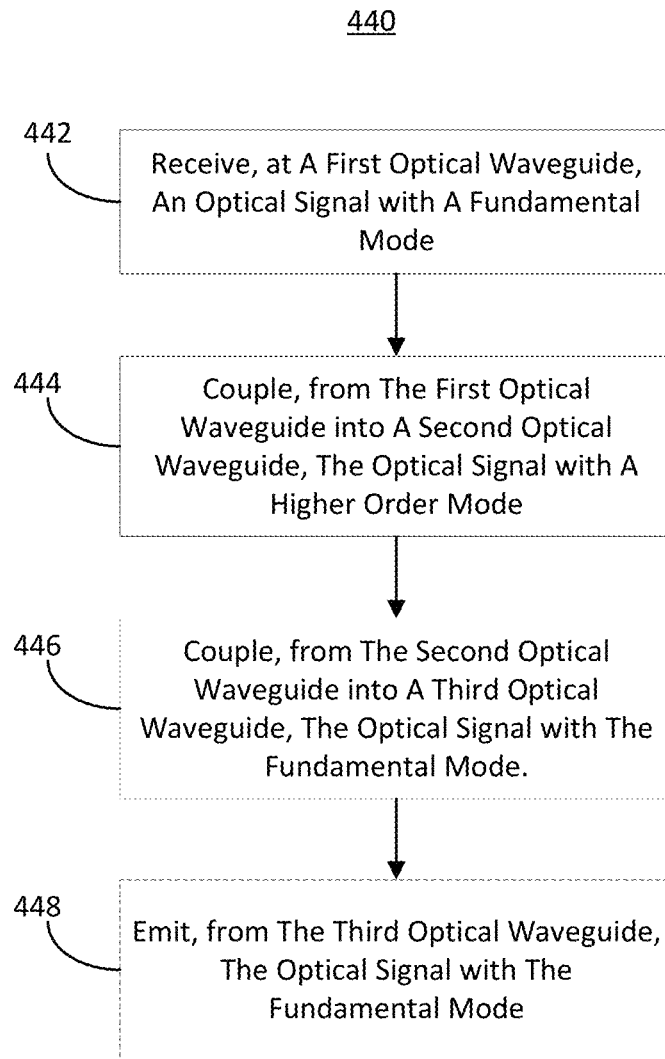 440
442
Receive, at A First Optical Waveguide,
An Optical Signal with A Fundamental
Mode
444
Couple, from The First Optical
Waveguide into A Second Optical
Waveguide, The Optical Signal with A
Higher Order Mode
446
Couple, from The Second Optical
Waveguide into A Third Optical
Waveguide, The Optical Signal with The
Fundamental Mode.
448
Emit, from The Third Optical Waveguide,
The Optical Signal with The
Fundamental Mode